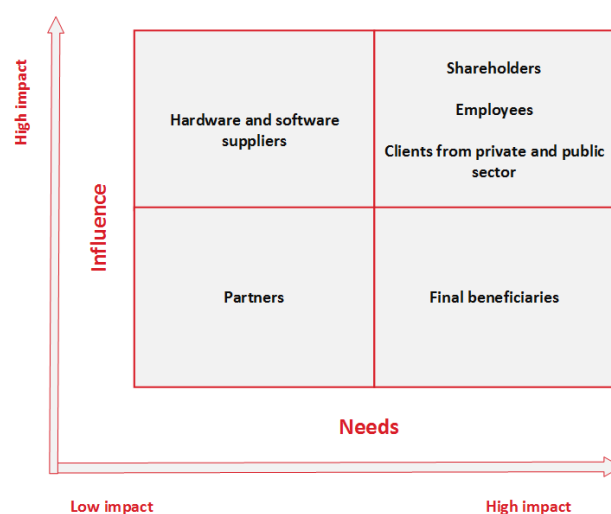 High impact
Influence
Hardware and software
suppliers
Shareholders
Employees
Clients from private and public
sector
Partners
Final beneficiaries
Needs
Low impact
High impact